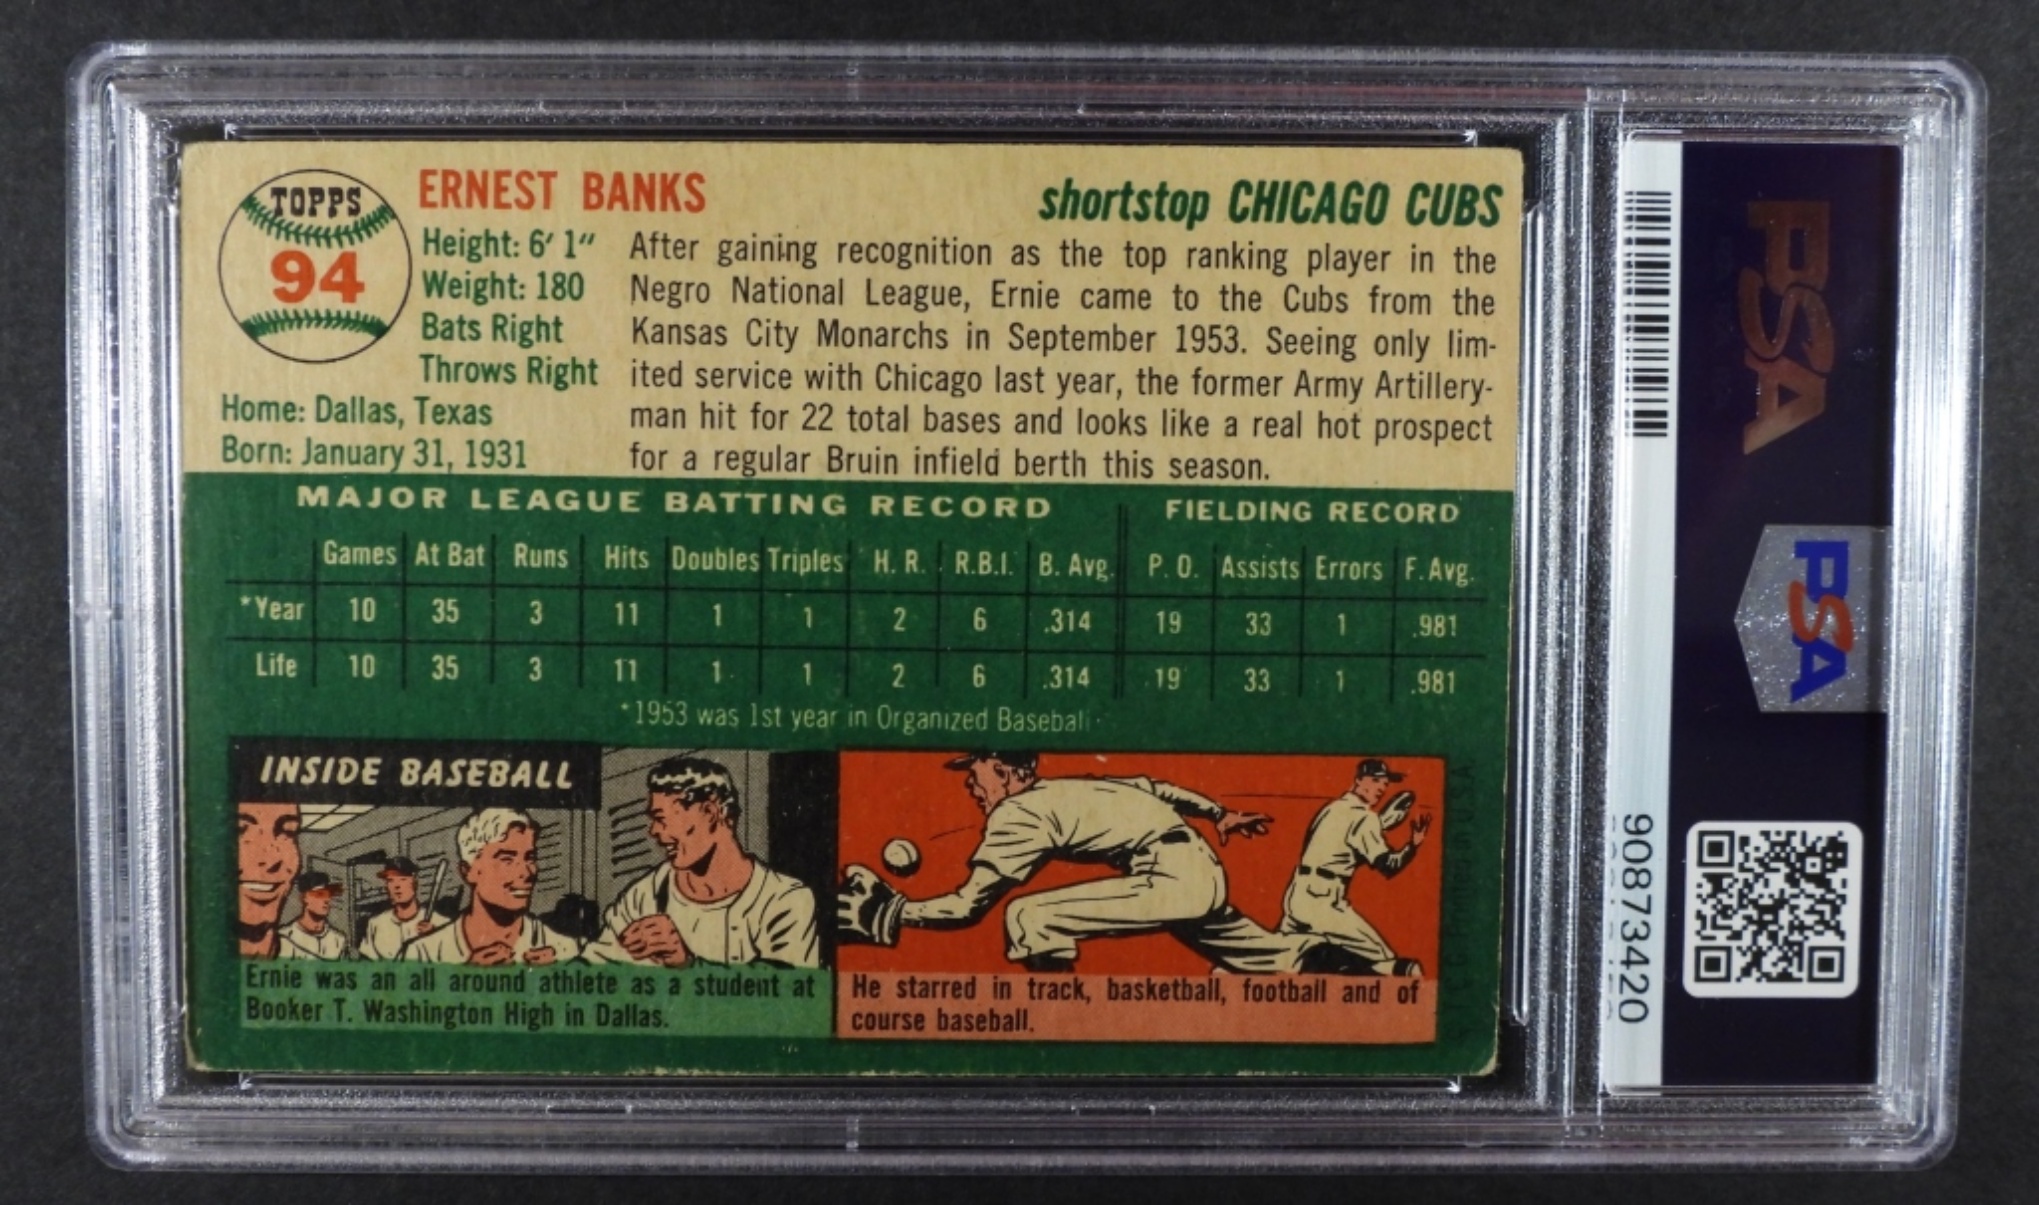 TOPPS
94
ERNEST BANKS
shortstop CHICAGO CUBS
Height: 6' 1"
Weight: 180
Bats Right
Throws Right
Home: Dallas, Texas
Born: January 31, 1931
After gaining recognition as the top ranking player in the
Negro National League, Ernie came to the Cubs from the
Kansas City Monarchs in September 1953. Seeing only lim-
ited service with Chicago last year, the former Army Artillery-
man hit for 22 total bases and looks like a real hot prospect
for a regular Bruin infield berth this season.
MAJOR LEAGUE BATTING RECORD FIELDING RECORD
Games At Bat Runs Hits Doubles Triples H. R. R.B.I. B. Avg. P. O. Assists Errors F. Avg.
*Year 10 35 3 11 1 1 2 6 .314 19 33 1 .981
Life 10 35 3 11 1 1 2 6 .314 19 33 1 .981
*1953 was 1st year in Organized Baseball
INSIDE BASEBALL
Ernie was an all around athlete as a student at
Booker T. Washington High in Dallas.
He starred in track, basketball, football and of
course baseball.
PSA
PSA
90873420